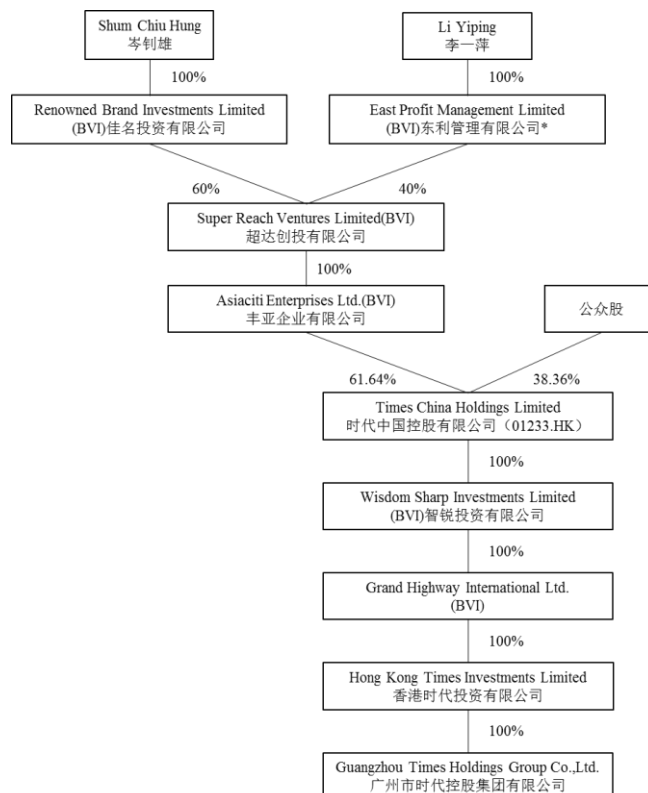 Shum Chiu Hung
岑钊雄
Li Yiping
李一萍
100%
100%
Renowned Brand Investments Limited
(BVI)佳名投资有限公司
East Profit Management Limited
(BVI)东利管理有限公司*
60%
40%
Super Reach Ventures Limited(BVI)
超达创投有限公司
100%
Asiaciti Enterprises Ltd.(BVI)
丰亚企业有限公司
公众股
61.64%
38.36%
Times China Holdings Limited
时代中国控股有限公司（01233.HK）
100%
Wisdom Sharp Investments Limited
(BVI)智锐投资有限公司
100%
Grand Highway International Ltd.
(BVI)
100%
Hong Kong Times Investments Limited
香港时代投资有限公司
100%
Guangzhou Times Holdings Group Co.,Ltd.
广州市时代控股集团有限公司